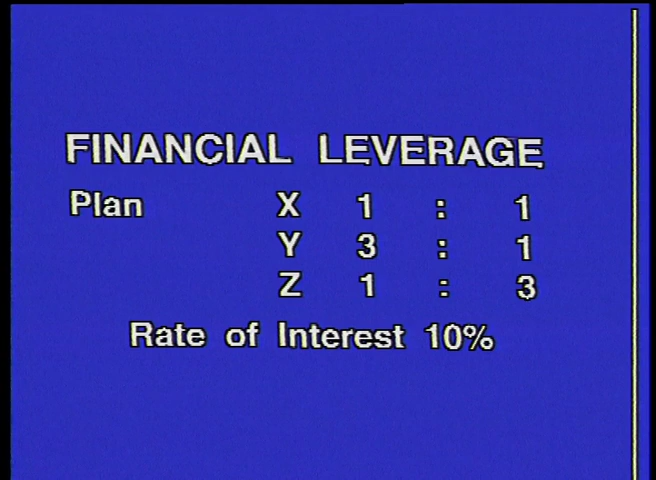 FINANCIAL LEVERAGE
Plan X 1 : 1
Y 3 : 1
Z 1 : 3
Rate of Interest 10%